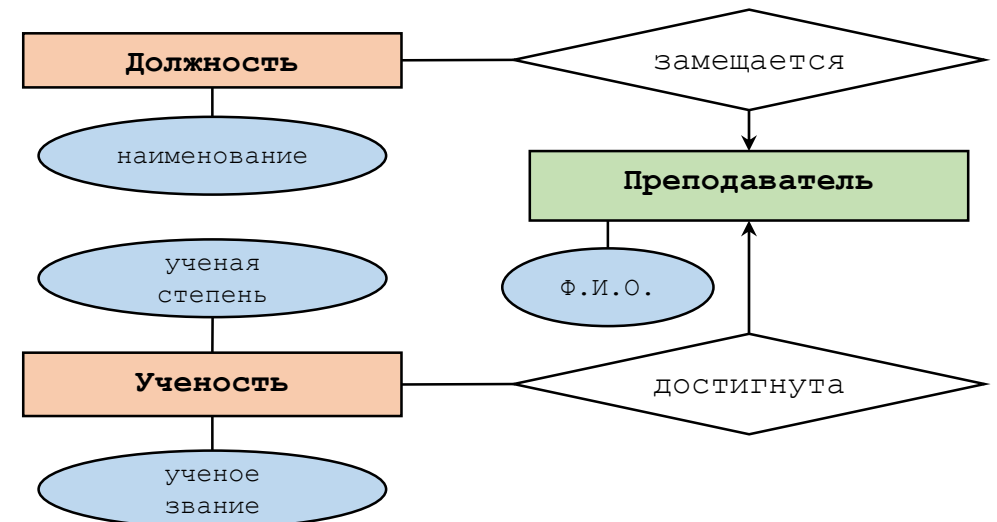 Должность
замещается
наименование
Преподаватель
ученая
степень
Ф.И.О.
Ученость
достигнута
ученое
звание